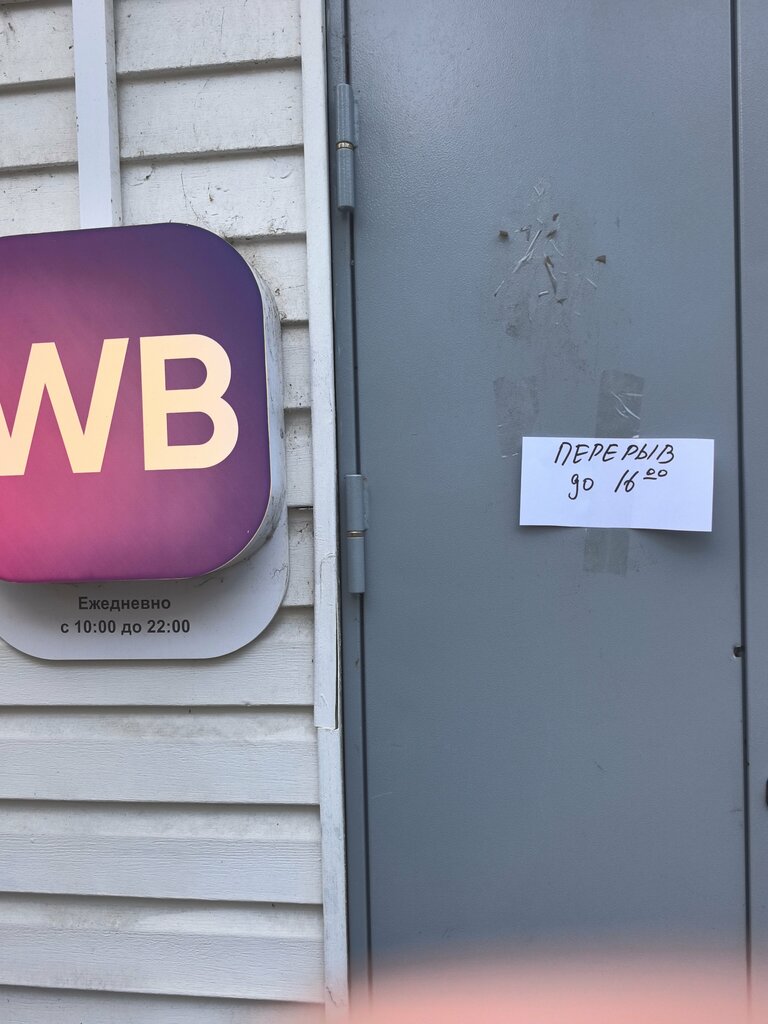 WB
Ежедневно
с 10:00 до 22:00
ПЕРЕРЫВ
до 16⁰⁰